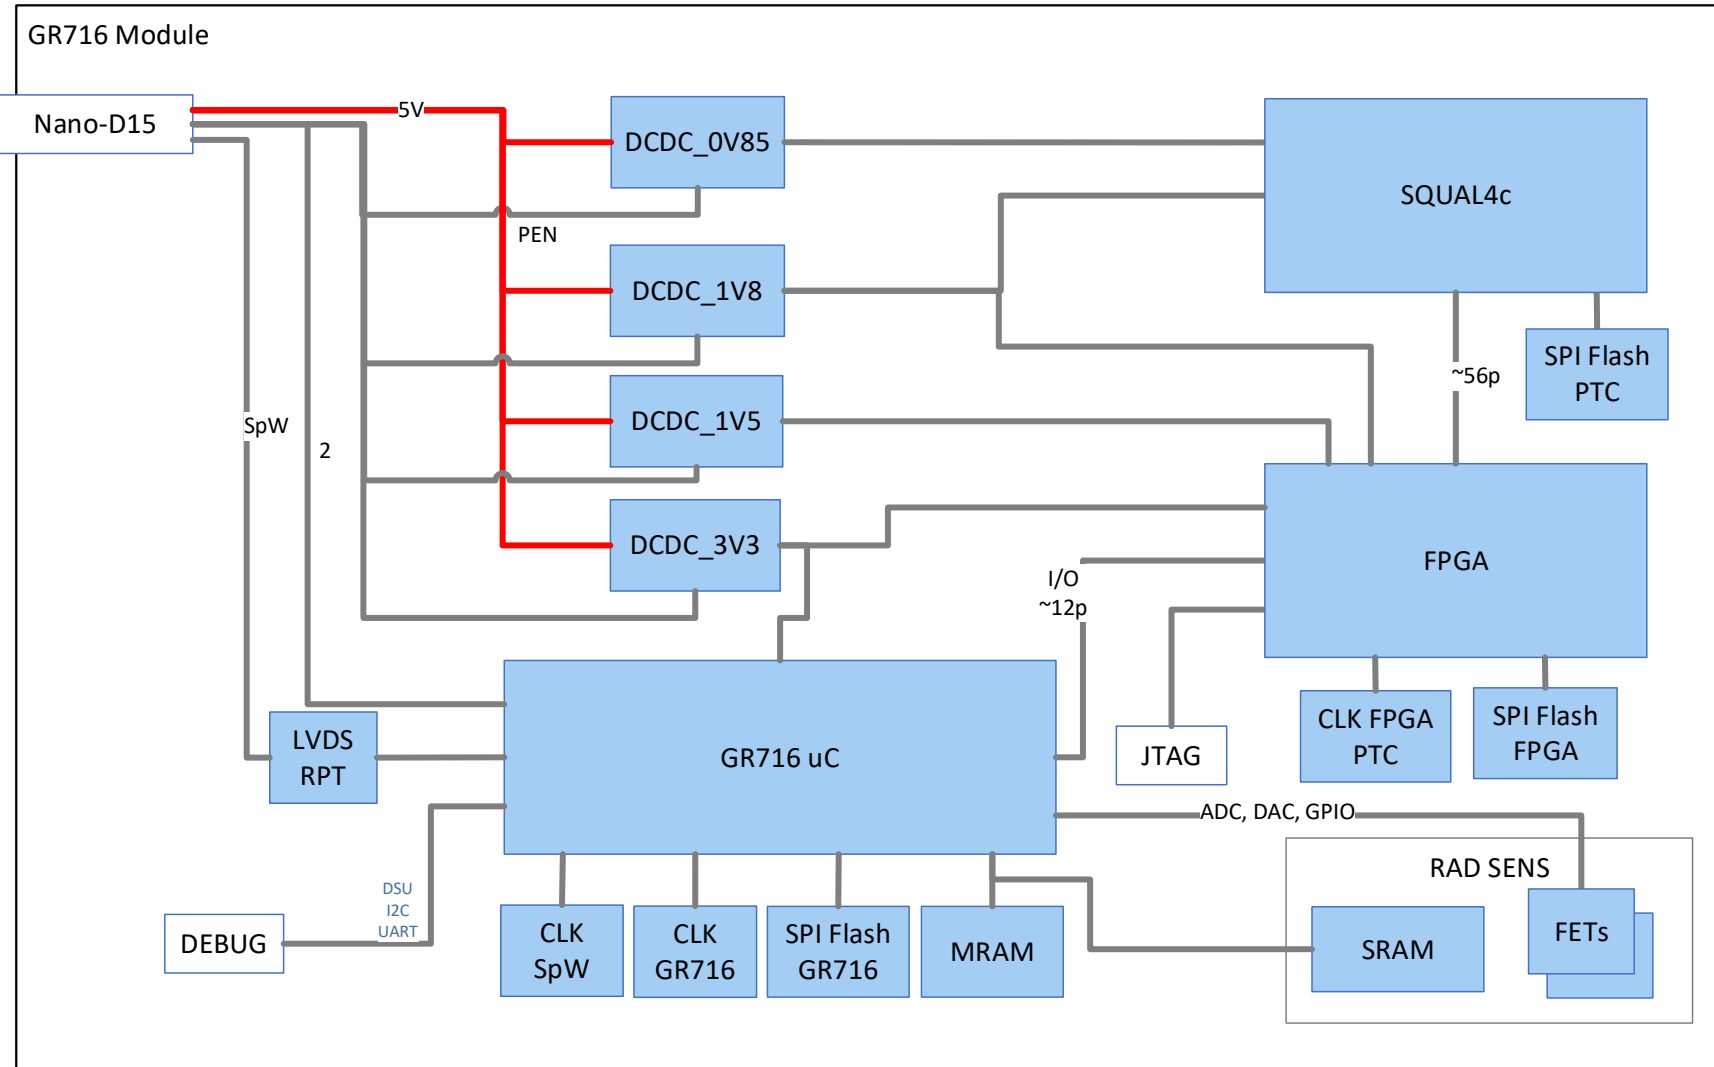 GR716 Module
Nano-D15
5V
DCDC_0V85
SQUAL4c
PEN
DCDC_1V8
SPI Flash
PTC
~56p
DCDC_1V5
SpW
2
DCDC_3V3
FPGA
I/O
~12p
LVDS
RPT
GR716 uC
JTAG
CLK FPGA
PTC
SPI Flash
FPGA
ADC, DAC, GPIO
RAD SENS
DSU
I2C
UART
DEBUG
CLK
SpW
CLK
GR716
SPI Flash
GR716
MRAM
SRAM
FETs